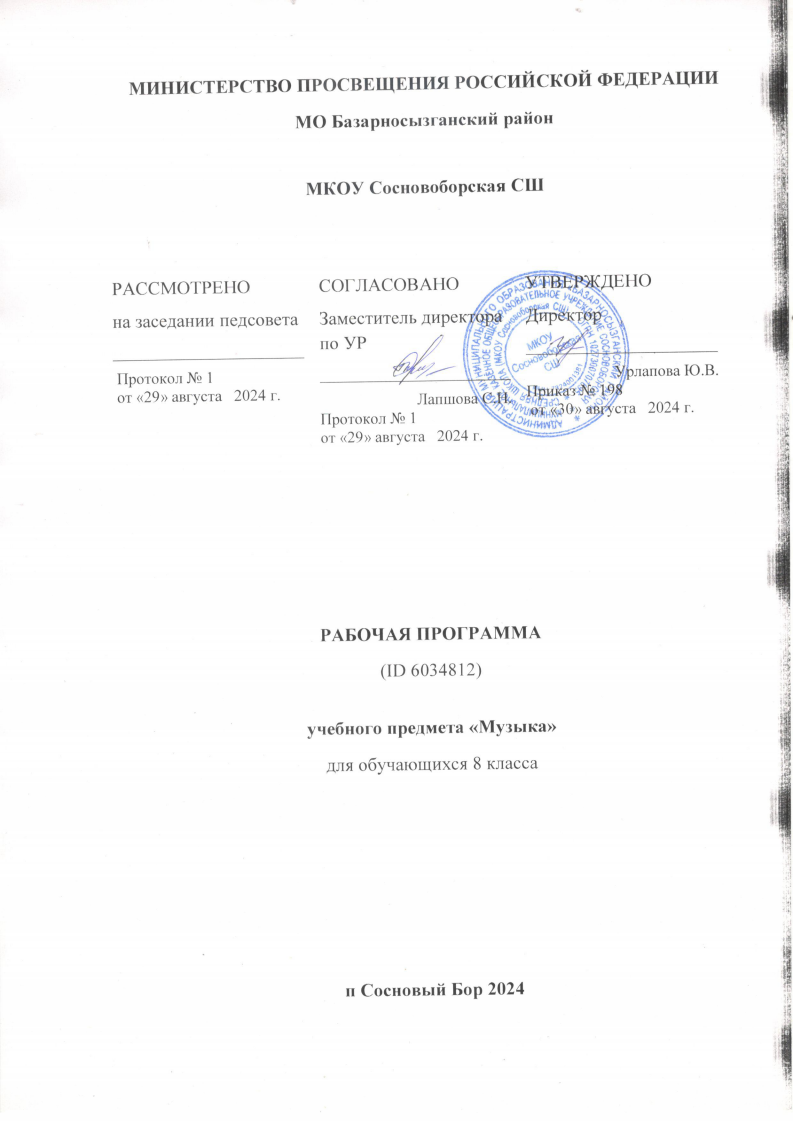 МИНИСТЕРСТВО ПРОСВЕЩЕНИЯ РОССИЙСКОЙ ФЕДЕРАЦИИ
МО Базарносызганский район
МКОУ Сосновоборская СШ
РАССМОТРЕНО
на заседании педсовета
Протокол № 1
от «29» августа 2024 г.
СОГЛАСОВАНО
Заместитель директора
по УР
Лапшова С.П.
Протокол № 1
от «29» августа 2024 г.
УТВЕРЖДЕНО
Директор
Урлапова Ю.В.
Приказ № 198
от «30» августа 2024 г.
МКОУ
Сосновоборская
СШ
РАБОЧАЯ ПРОГРАММА
(ID 6034812)
учебного предмета «Музыка»
для обучающихся 8 класса
п Сосновый Бор 2024